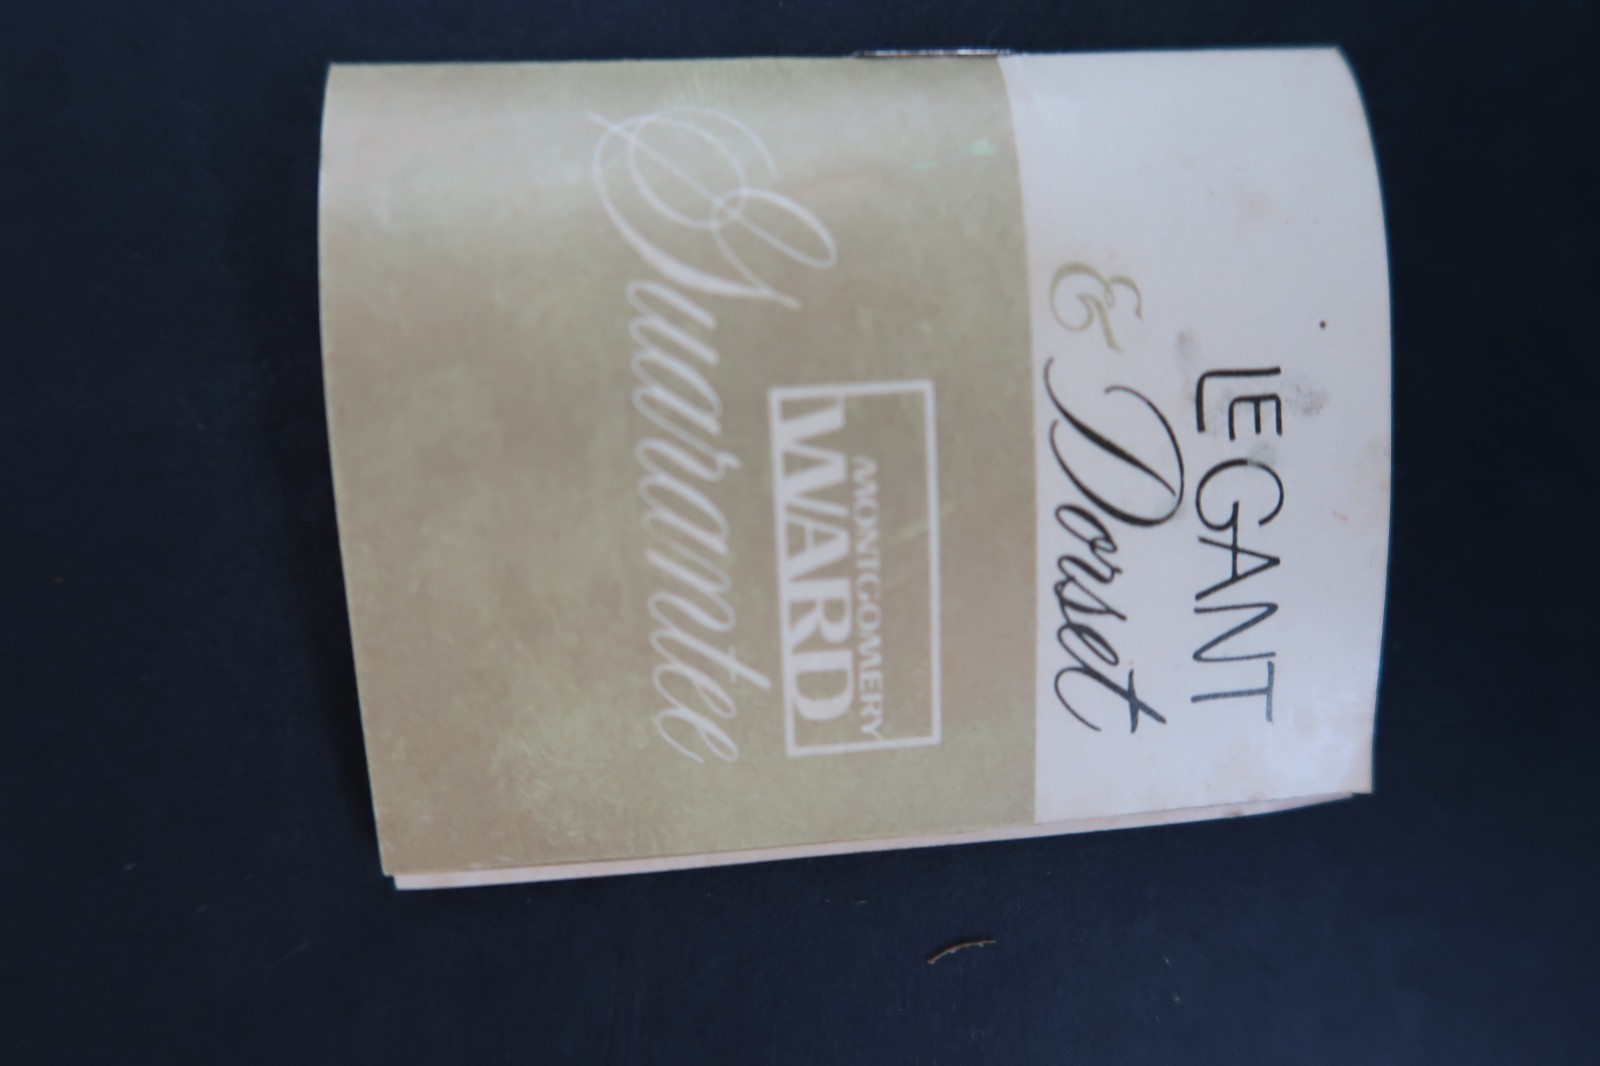 LEGANT
& Dorset
MONTGOMERY
WARD
Guarantee